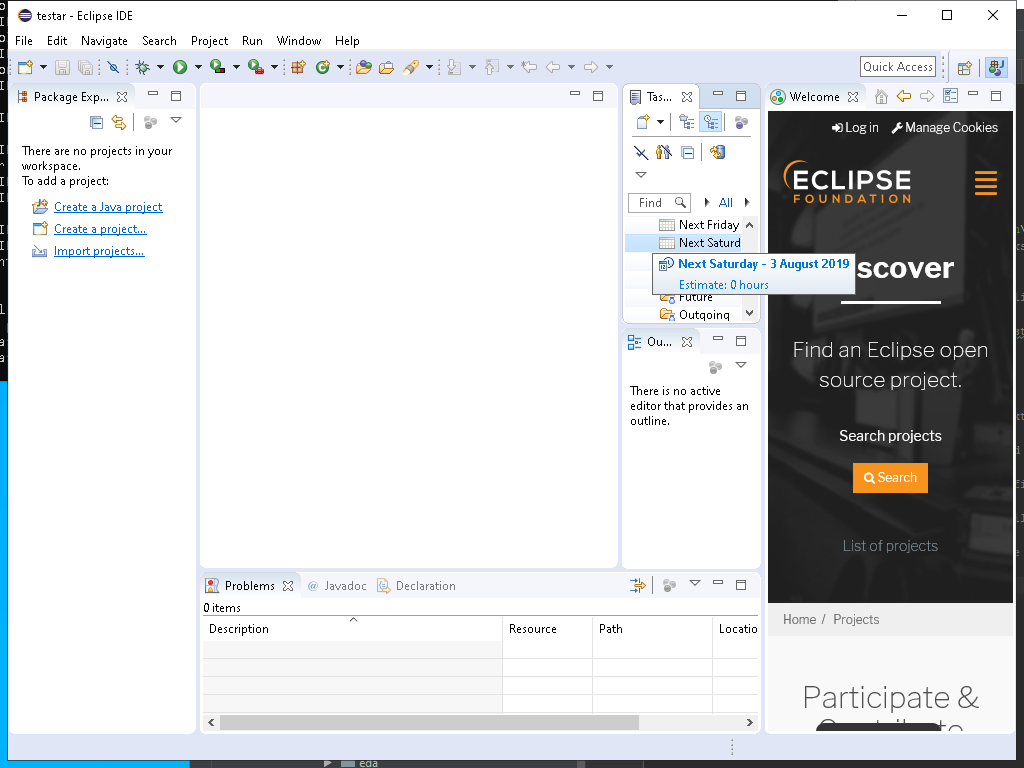 testar - Eclipse IDE
File Edit Navigate Search Project Run Window Help
Quick Access
Package Exp...
There are no projects in your
workspace.
To add a project:
Create a Java project
Create a project...
Import projects...
Tas...
Find
All
Next Friday
Next Saturd
Next Saturday - 3 August 2019
Estimate: 0 hours
Future
Outgoing
Ou...
There is no active
editor that provides an
outline.
Problems
Javadoc
Declaration
0 items
Description Resource Path Locatio
Welcome
Log in Manage Cookies
ECLIPSE
FOUNDATION
scover
Find an Eclipse open
source project.
Search projects
Search
List of projects
Home / Projects
Participate &
Contribute
eda